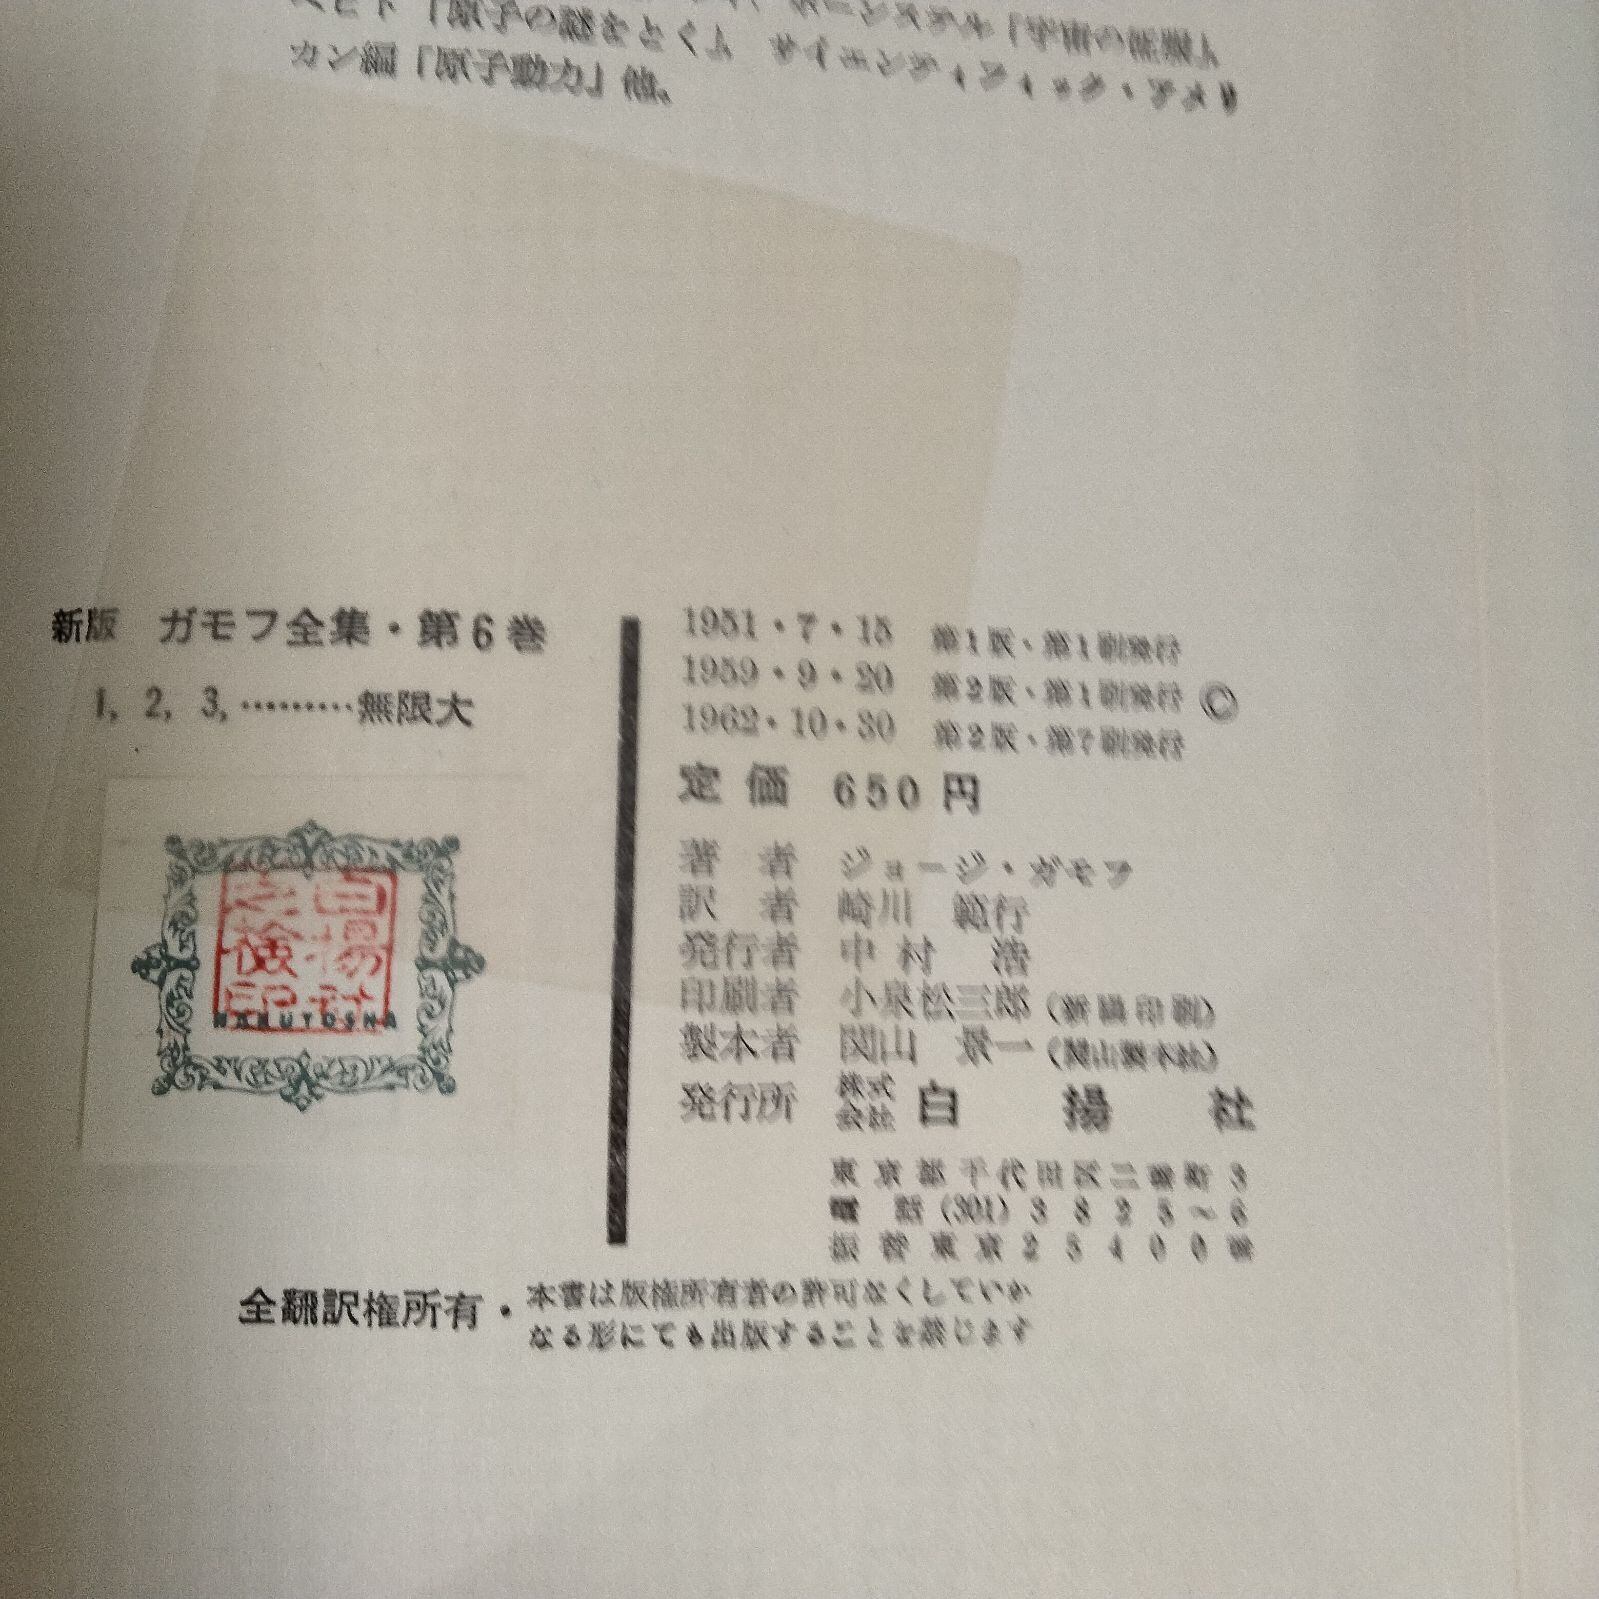 「原子の謎をとく」
カン編「原子動力」他。
新版 ガモフ全集・第6巻
1, 2, 3, ………無限大
HAKUYOSHA
1951・7・15 第1版・第1刷発行
1959・9・20 第2版・第1刷発行 ©
1962・10・30 第2版・第7刷発行
定価 650円
著者 ジョージ・ガモフ
訳者 崎川 範行
発行者 中村 浩
印刷者 小泉松三郎
製本者 関山 景一(関山製本社)
発行所 株式会社 白揚社
東京都千代田区二番町3
電話(301)3825~6
振替東京25400番
全翻訳権所有・本書は版権所有者の許可なくしていか
なる形にても出版することを禁じます